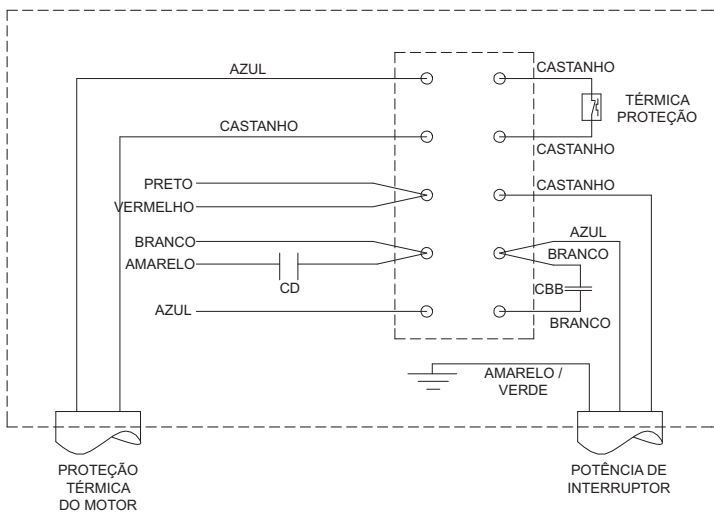 AZUL
CASTANHO
TÉRMICA
PROTEÇÃO
CASTANHO
CASTANHO
PRETO
CASTANHO
VERMELHO
AZUL
BRANCO
BRANCO
AMARELO
CD
CBB
AZUL
BRANCO
AMARELO /
VERDE
PROTEÇÃO
TÉRMICA
DO MOTOR
POTÊNCIA DE
INTERRUPTOR